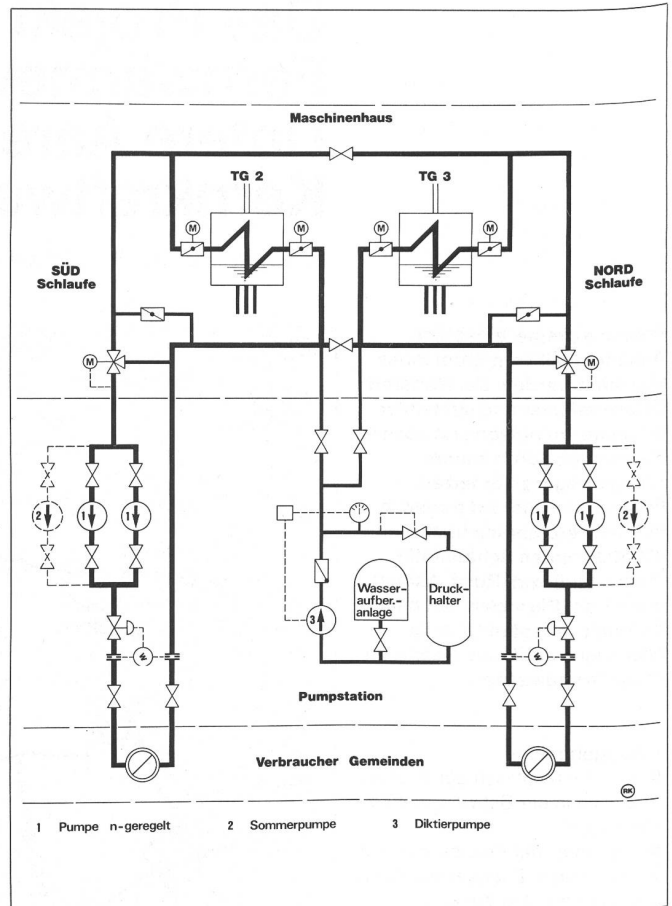 Maschinenhaus
TG 2
TG 3
M
M
M
M
SÜD
Schlaufe
NORD
Schlaufe
M
M
2
1
1
1
1
2
3
Wasser-
aufber.-
anlage
Druck-
halter
Pumpstation
Verbraucher Gemeinden
RK
1 Pumpe n-geregelt
2 Sommerpumpe
3 Diktierpumpe